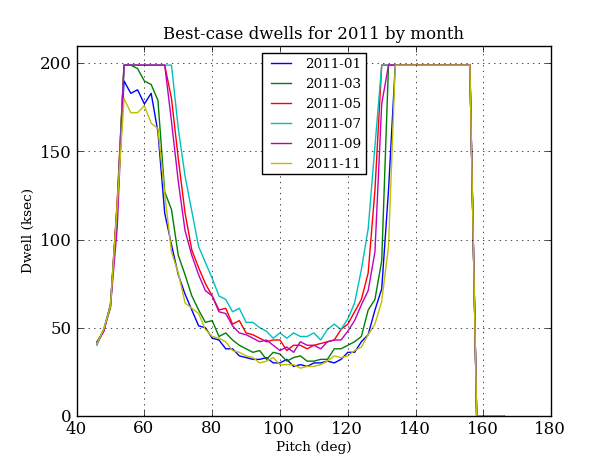 Best-case dwells for 2011 by month
Dwell (ksec)
200
150
100
50
0
2011-01
2011-03
2011-05
2011-07
2011-09
2011-11
40 60 80 100 120 140 160 180
Pitch (deg)